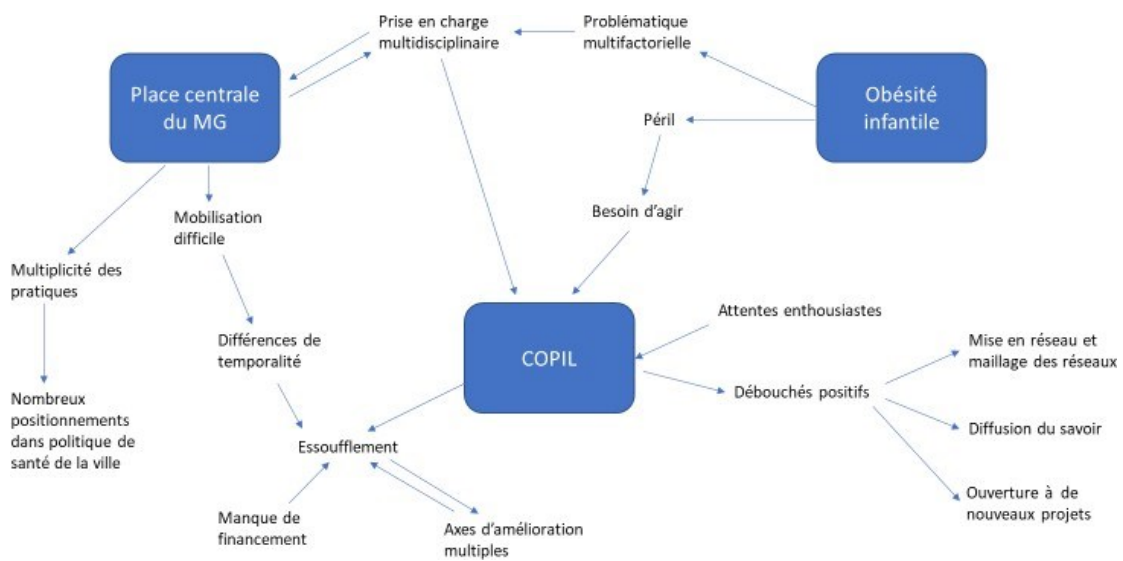 Prise en charge
multidisciplinaire
Problématique
multifactorielle
Place centrale
du MG
Obésité
infantile
Péril
Besoin d’agir
Mobilisation
difficile
Multiplicité des
pratiques
Différences de
temporalité
COPIL
Attentes enthousiastes
Mise en réseau et
maillage des réseaux
Débouchés positifs
Nombreux
positionnements
dans politique de
santé de la ville
Diffusion du savoir
Essoufflement
Ouverture à de
nouveaux projets
Manque de
financement
Axes d’amélioration
multiples